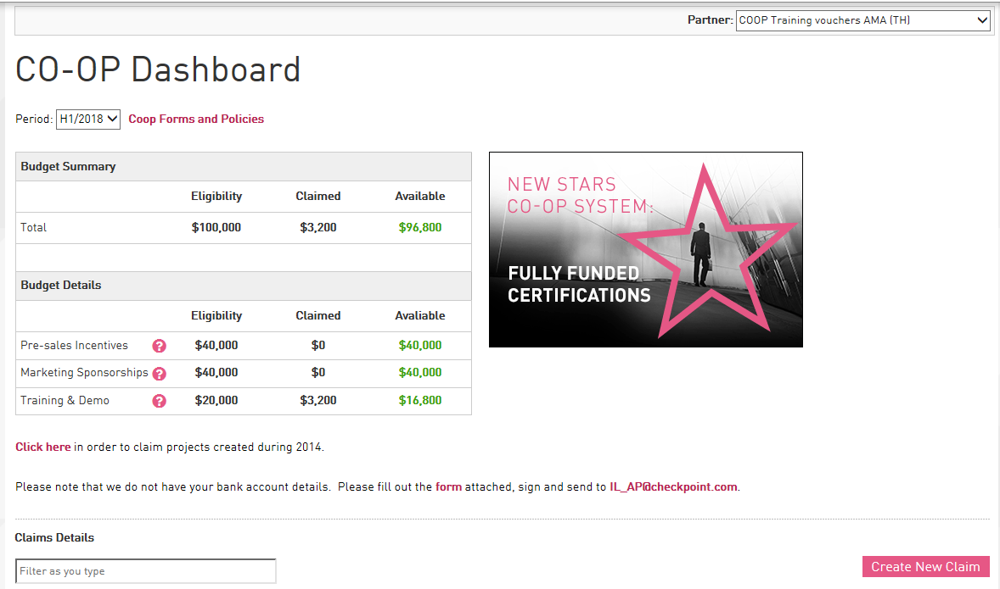 Partner: COOP Training vouchers AMA (TH)
CO-OP Dashboard
Period: H1/2018 Coop Forms and Policies
Budget Summary
Eligibility Claimed Available
Total $100,000 $3,200 $96,800
Budget Details
Eligibility Claimed Avaliable
Pre-sales Incentives ? $40,000 $0 $40,000
Marketing Sponsorships ? $40,000 $0 $40,000
Training & Demo ? $20,000 $3,200 $16,800
NEW STARS
CO-OP SYSTEM:
FULLY FUNDED
CERTIFICATIONS
Click here in order to claim projects created during 2014.
Please note that we do not have your bank account details. Please fill out the form attached, sign and send to IL_AP@checkpoint.com.
Claims Details
Filter as you type
Create New Claim